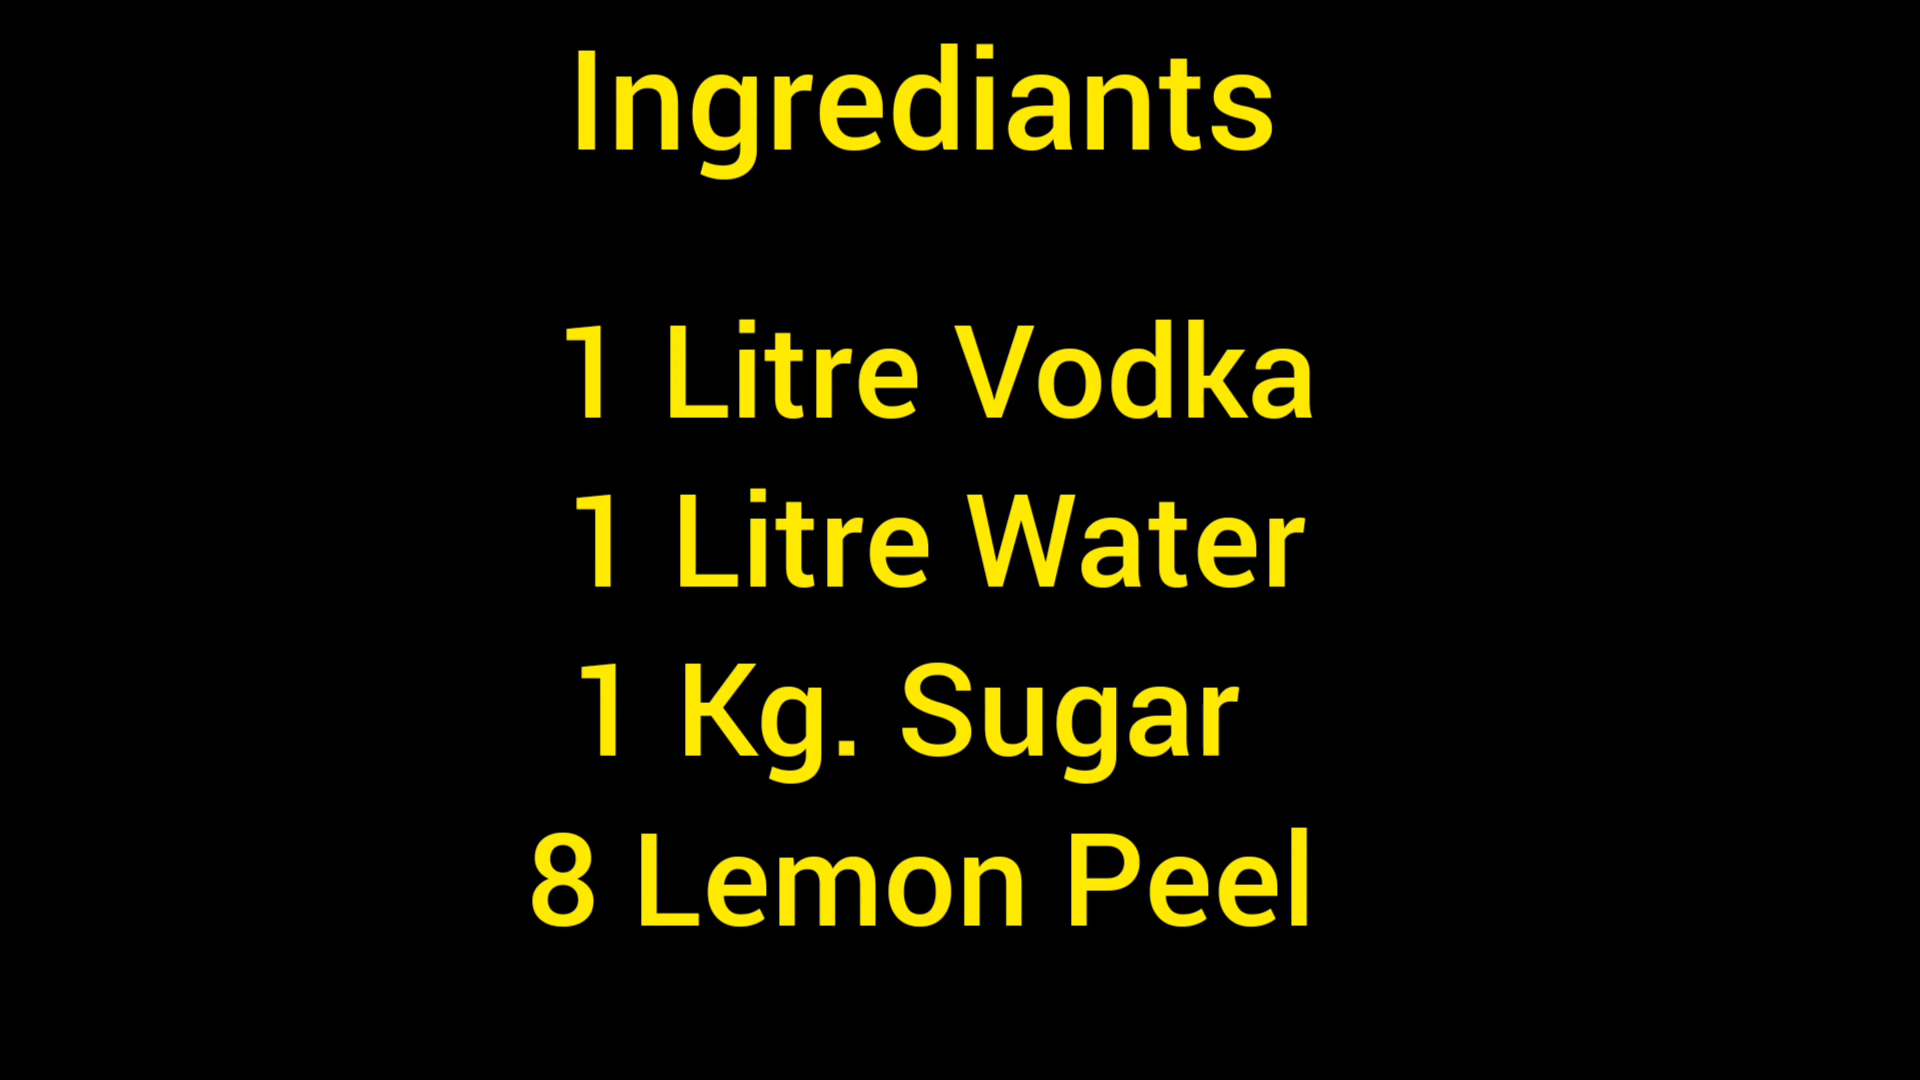 Ingrediants
1 Litre Vodka
1 Litre Water
1 Kg. Sugar
8 Lemon Peel